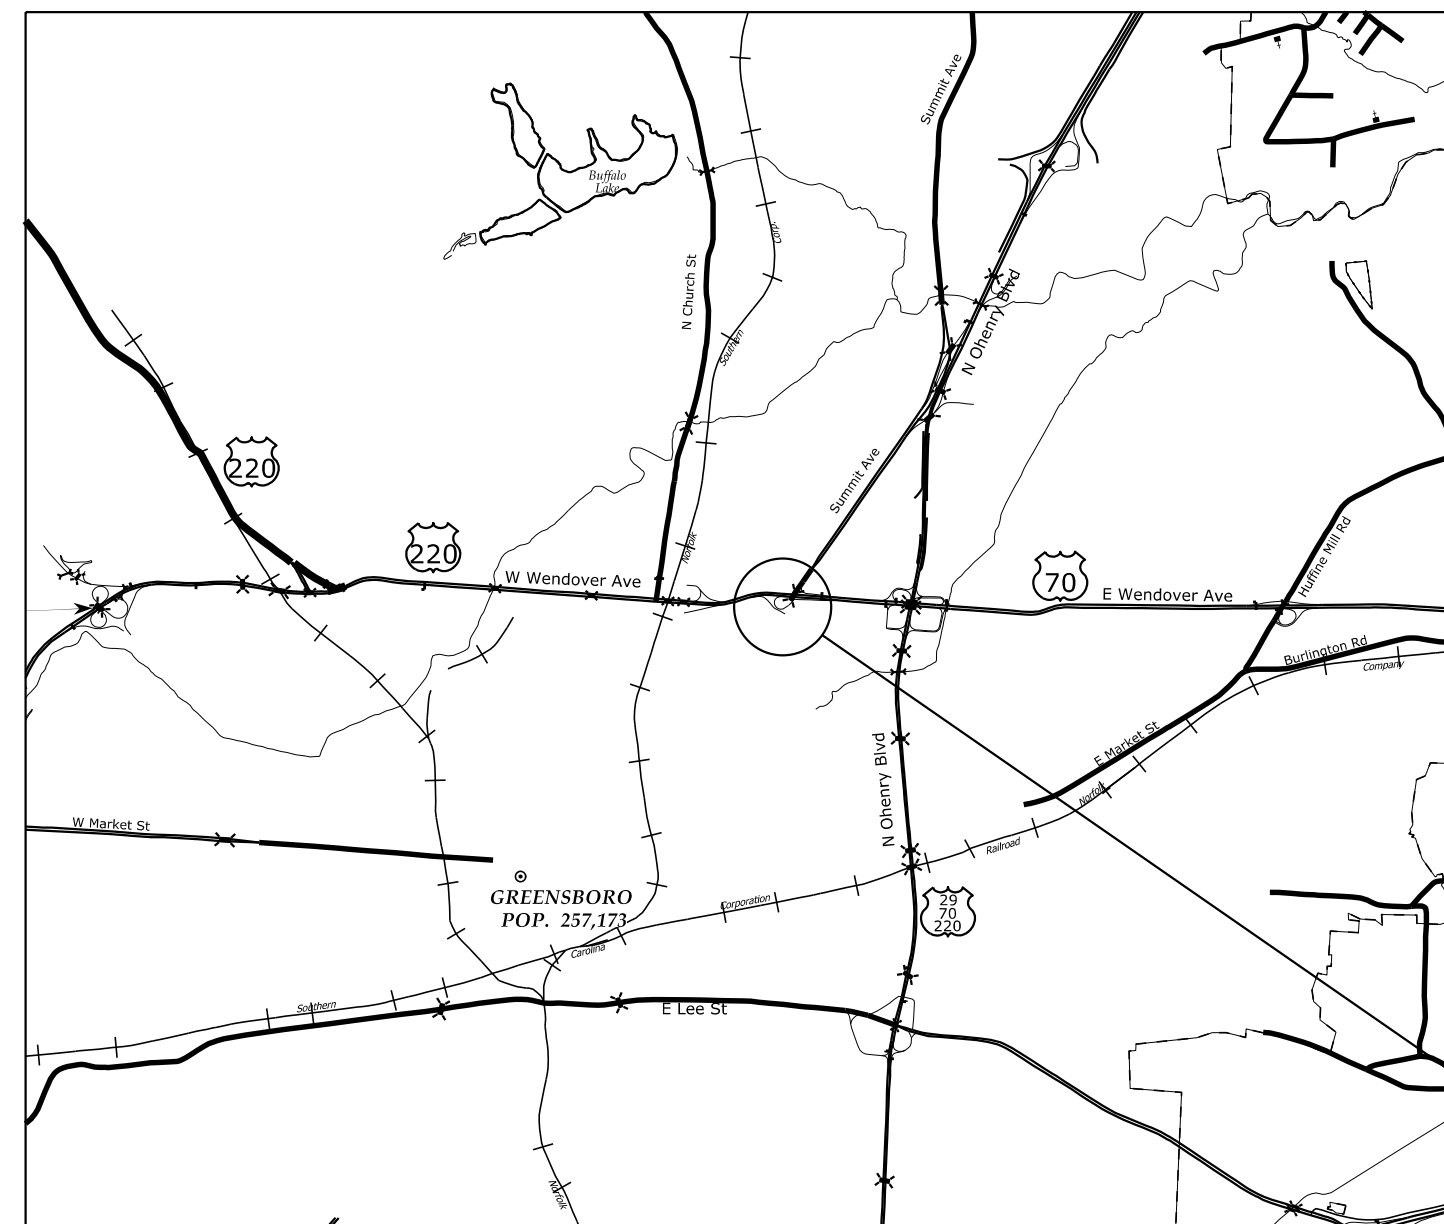 Summit Ave
Buffalo
Lake
Corp.
N Church St
N Ohenry Blvd
Southern
220
Summit Ave
Huffine Mill Rd
220
Norfolk
W Wendover Ave
70
E Wendover Ave
Burlington Rd
Company
E Market St
N Ohenry Blvd
Norfolk
W Market St
Railroad
GREENSBORO
POP. 257,173
Corporation
29
70
220
Carolina
Southern
E Lee St
Norfolk